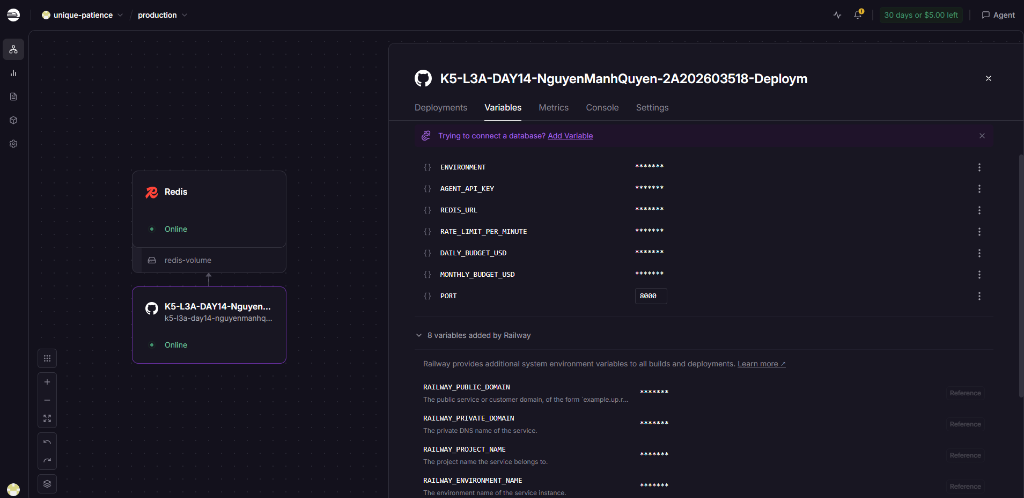 unique-patience
production
30 days or $5.00 left
Agent
K5-L3A-DAY14-NguyenManhQuyen-2A202603518-Deploym
Deployments
Variables
Metrics
Console
Settings
Trying to connect a database? Add Variable
{} ENVIRONMENT *******
{} AGENT_API_KEY *******
{} REDIS_URL *******
{} RATE_LIMIT_PER_MINUTE *******
{} DAILY_BUDGET_USD *******
{} MONTHLY_BUDGET_USD *******
{} PORT 8000
8 variables added by Railway
Railway provides additional system environment variables to all builds and deployments. Learn more ↗
RAILWAY_PUBLIC_DOMAIN *******
The public service or customer domain, of the form `example.up.r...
Reference
RAILWAY_PRIVATE_DOMAIN *******
The private DNS name of the service.
Reference
RAILWAY_PROJECT_NAME *******
The project name the service belongs to.
Reference
RAILWAY_ENVIRONMENT_NAME *******
The environment name of the service instance.
Reference
Redis
Online
redis-volume
K5-L3A-DAY14-Nguyen...
k5-l3a-day14-nguyenmanhq...
Online